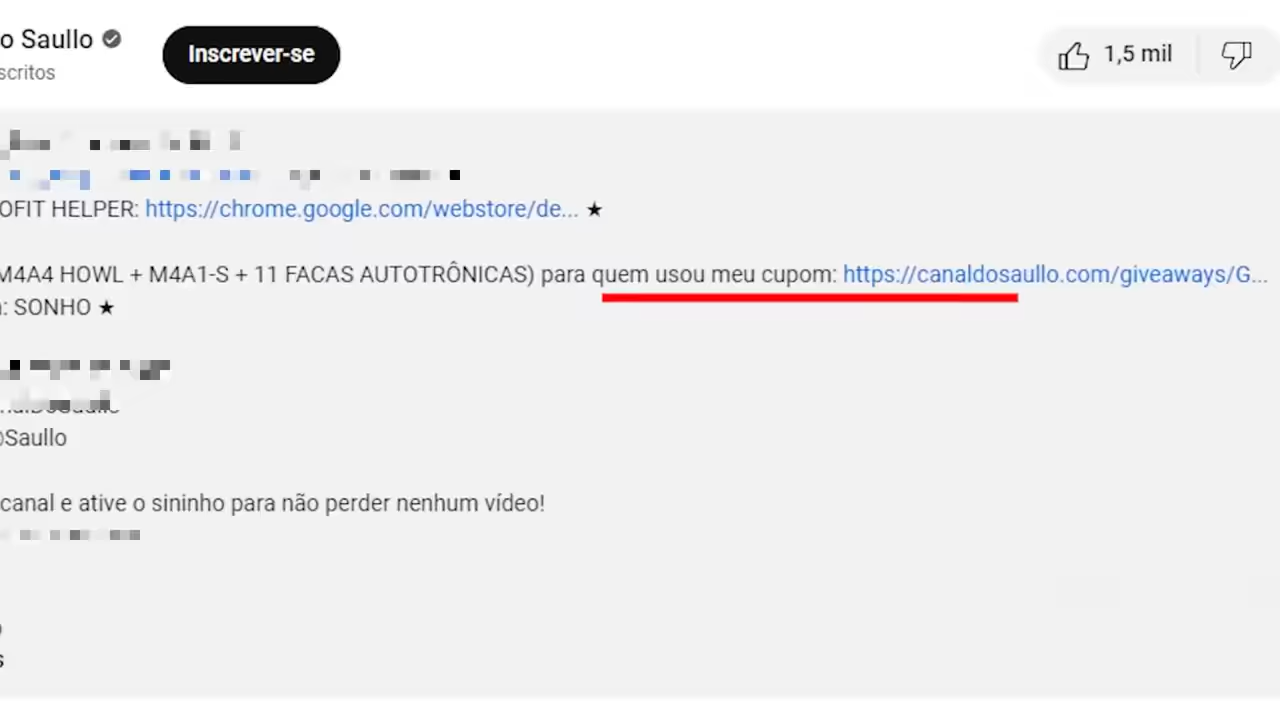 o Saullo
scritos
Inscrever-se
1,5 mil
OFIT HELPER: https://chrome.google.com/webstore/de... ★
M4A4 HOWL + M4A1-S + 11 FACAS AUTOTRÔNICAS) para quem usou meu cupom: https://canaldosaullo.com/giveaways/G...
: SONHO ★
@Saullo
canal e ative o sininho para não perder nenhum vídeo!
s